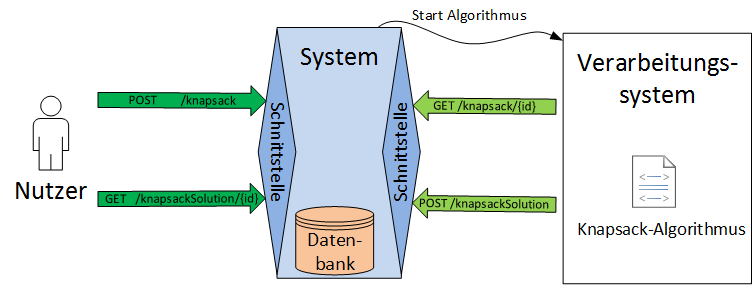 Start Algorithmus
System
Verarbeitungs-
system
POST /knapsack
GET /knapsack/{id}
Schnittstelle
Schnittstelle
Nutzer
GET /knapsackSolution/{id}
POST /knapsackSolution
Daten-
bank
Knapsack-Algorithmus